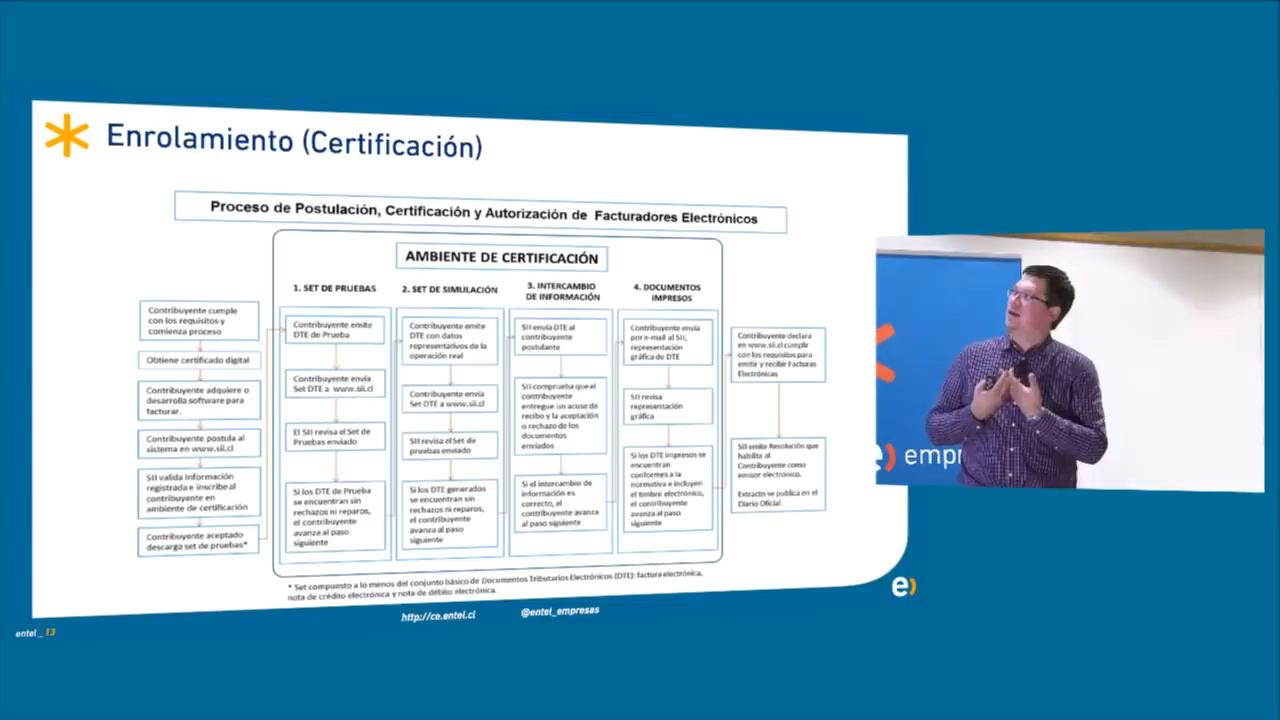 Enrolamiento (Certificación)
Proceso de Postulación, Certificación y Autorización de Facturadores Electrónicos
AMBIENTE DE CERTIFICACIÓN
Contribuyente cumple
con los requisitos y
comienza proceso
Obtiene certificado digital
Contribuyente adquiere o
desarrolla software para
facturar.
Contribuyente postula al
sistema en www.sii.cl
SII valida información
registrada e inscribe al
contribuyente en
ambiente de certificación
Contribuyente aceptado
descarga set de pruebas*
1. SET DE PRUEBAS
Contribuyente emite
DTE de Prueba
Contribuyente envía
Set DTE a www.sii.cl
El SII revisa el Set de
Pruebas enviado
Si los DTE de Prueba
se encuentran sin
rechazos ni reparos,
el contribuyente
avanza al paso
siguiente
2. SET DE SIMULACIÓN
Contribuyente emite
DTE con datos
representativos de la
operación real
Contribuyente envía
Set DTE a www.sii.cl
SII revisa el Set de
pruebas enviado
Si los DTE generados
se encuentran sin
rechazos ni reparos,
el contribuyente
avanza al paso
siguiente
3. INTERCAMBIO
DE INFORMACIÓN
SII envía DTE al
contribuyente
postulante
SII comprueba que el
contribuyente
entregue un acuse de
recibo y la aceptación
o rechazo de los
documentos
enviados
Si el intercambio de
información es
correcto, el
contribuyente avanza
al paso siguiente
4. DOCUMENTOS
IMPRESOS
Contribuyente envía
por e-mail al SII,
representación
gráfica de DTE
SII revisa
representación
gráfica
Si los DTE impresos se
encuentran
conformes a la
normativa e incluyen
el timbre electrónico,
el contribuyente
avanza al paso
siguiente
Contribuyente declara
en www.sii.cl cumplir
con los requisitos para
emitir y recibir Facturas
Electrónicas
SII emite Resolución que
habilita al
Contribuyente como
emisor electrónico.
Extracto se publica en el
Diario Oficial.
* Set compuesto a lo menos del conjunto básico de Documentos Tributarios Electrónicos (DTE): factura electrónica,
nota de crédito electrónica y nota de débito electrónica.
http://ce.entel.cl
@entel_empresas
e)
entel _ 13
e) empr